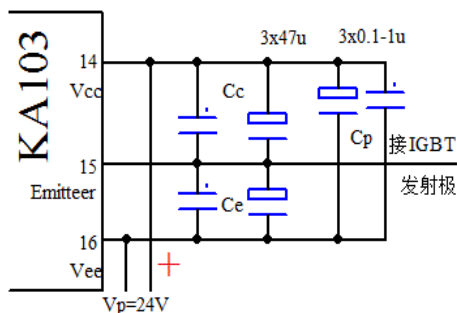 KA103
3x47u
3x0.1-1u
14
Vcc
Cc
Cp
接IGBT
15
Emitteer
发射极
Ce
16
Vee
Vp=24V